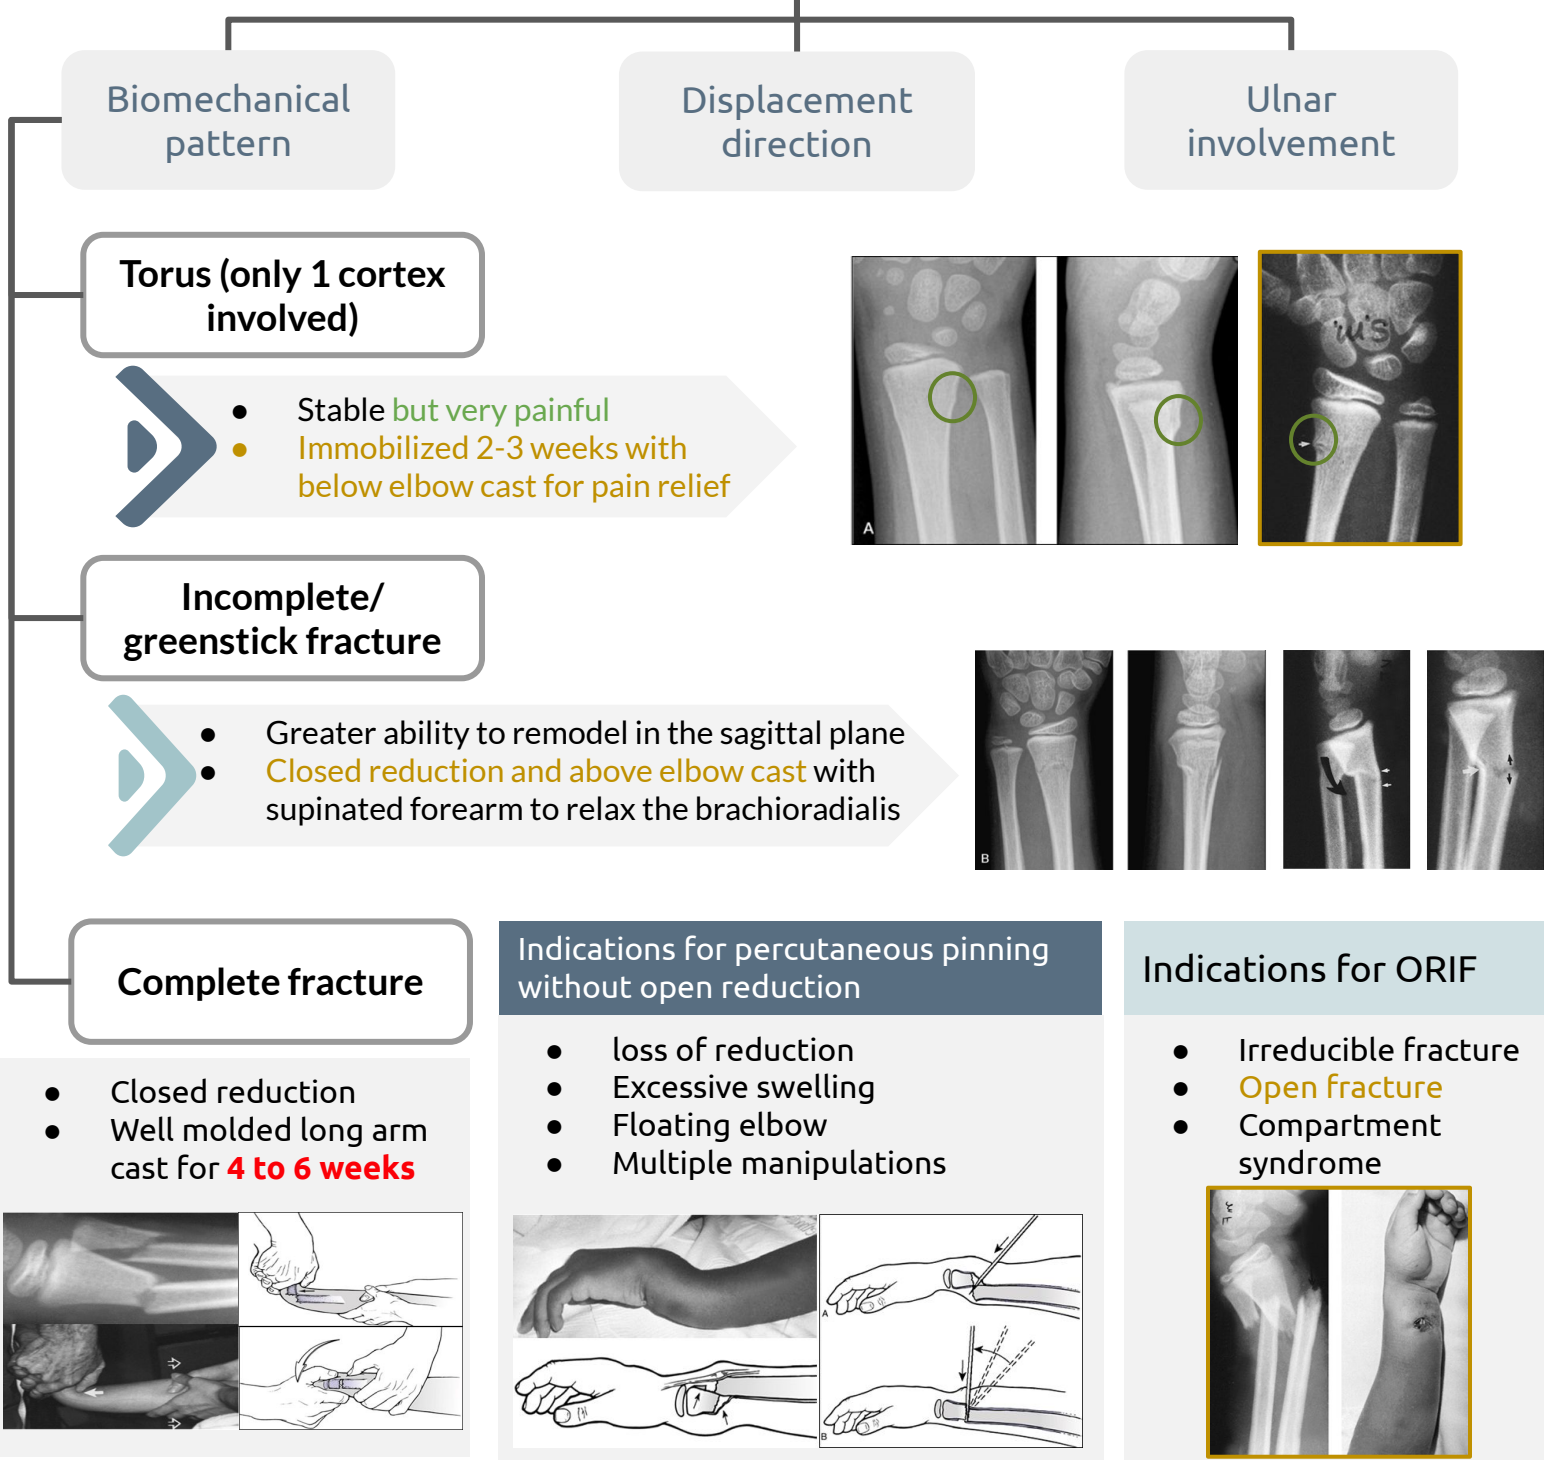 Biomechanical
pattern
Displacement
direction
Ulnar
involvement
Torus (only 1 cortex
involved)
● Stable but very painful
● Immobilized 2-3 weeks with
below elbow cast for pain relief
A
Incomplete/
greenstick fracture
● Greater ability to remodel in the sagittal plane
● Closed reduction and above elbow cast with
supinated forearm to relax the brachioradialis
B
Complete fracture
● Closed reduction
● Well molded long arm
cast for 4 to 6 weeks
Indications for percutaneous pinning
without open reduction
● loss of reduction
● Excessive swelling
● Floating elbow
● Multiple manipulations
A
B
Indications for ORIF
● Irreducible fracture
● Open fracture
● Compartment
syndrome